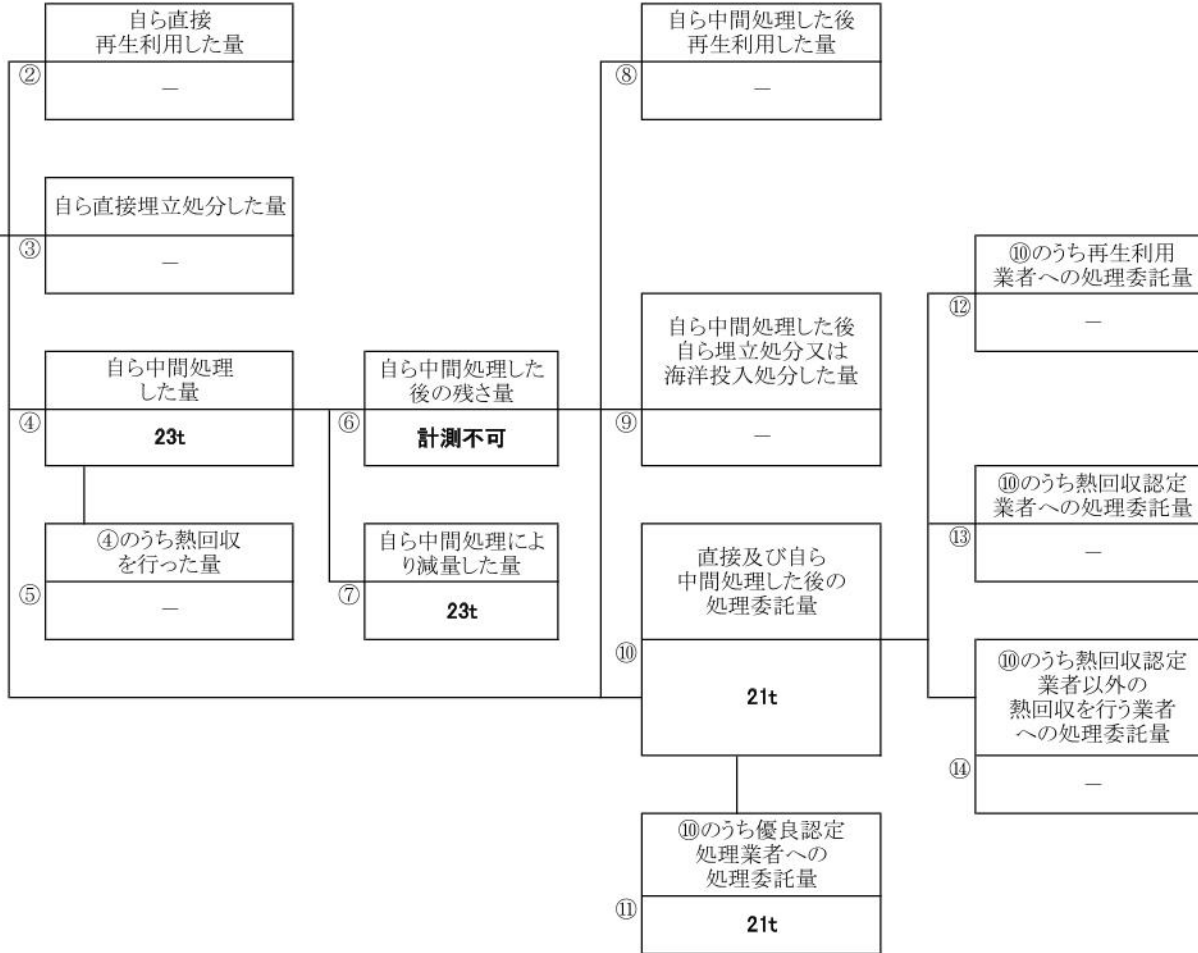 自ら直接
再生利用した量
②
－
自ら直接埋立処分した量
③
－
自ら中間処理
した量
④
23t
④のうち熱回収
を行った量
⑤
－
自ら中間処理した
後の残さ量
⑥
計測不可
自ら中間処理によ
り減量した量
⑦
23t
自ら中間処理した後
再生利用した量
⑧
－
自ら中間処理した後
自ら埋立処分又は
海洋投入処分した量
⑨
－
直接及び自ら
中間処理した後の
処理委託量
⑩
21t
⑩のうち優良認定
処理業者への
処理委託量
⑪
21t
⑩のうち再生利用
業者への処理委託量
⑫
－
⑩のうち熱回収認定
業者への処理委託量
⑬
－
⑩のうち熱回収認定
業者以外の
熱回収を行う業者
への処理委託量
⑭
－